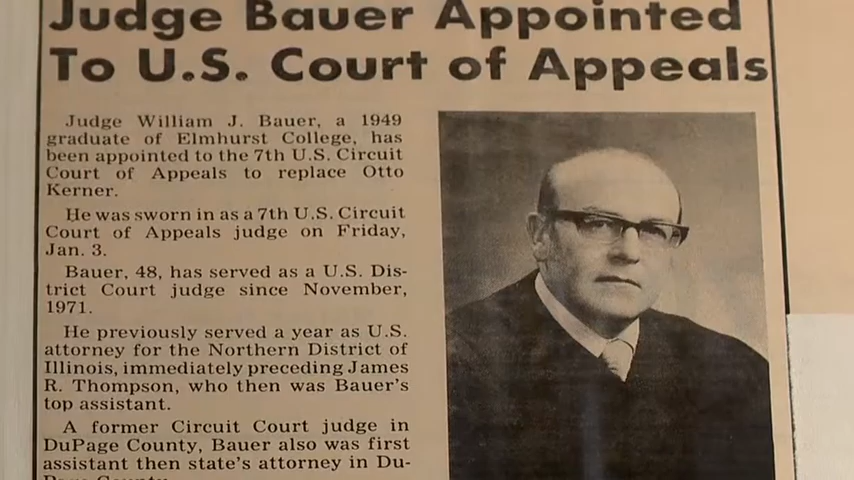 Judge Bauer Appointed
To U.S. Court of Appeals
Judge William J. Bauer, a 1949
graduate of Elmhurst College, has
been appointed to the 7th U.S. Circuit
Court of Appeals to replace Otto
Kerner.
He was sworn in as a 7th U.S. Circuit
Court of Appeals judge on Friday,
Jan. 3.
Bauer, 48, has served as a U.S. Dis-
trict Court judge since November,
1971.
He previously served a year as U.S.
attorney for the Northern District of
Illinois, immediately preceding James
R. Thompson, who then was Bauer's
top assistant.
A former Circuit Court judge in
DuPage County, Bauer also was first
assistant then state's attorney in Du-
Page County.